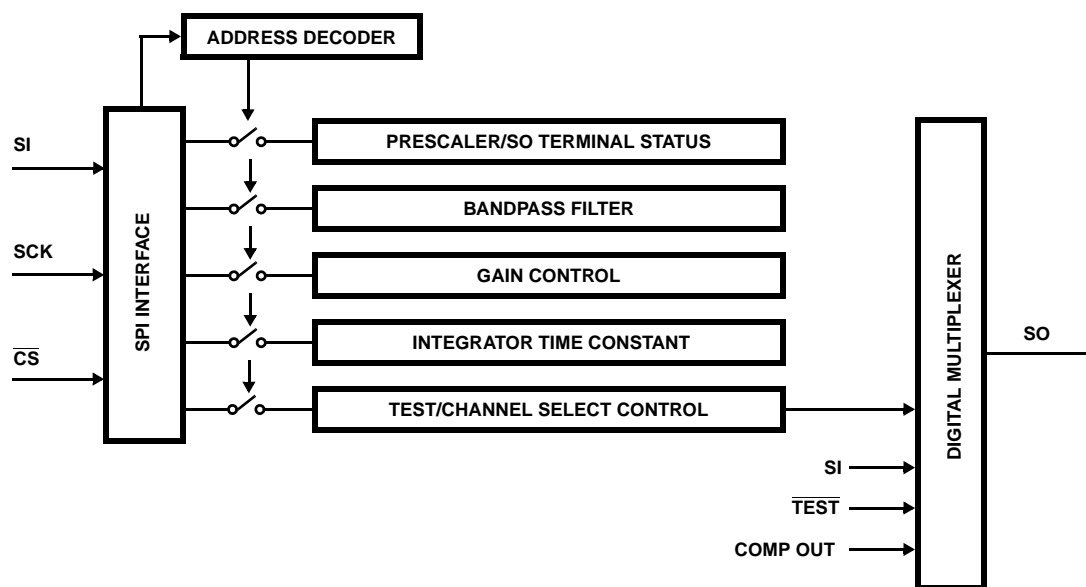 ADDRESS DECODER
SI
SCK
CS
SPI INTERFACE
PRESCALER/SO TERMINAL STATUS
BANDPASS FILTER
GAIN CONTROL
INTEGRATOR TIME CONSTANT
TEST/CHANNEL SELECT CONTROL
SI
TEST
COMP OUT
DIGITAL MULTIPLEXER
SO